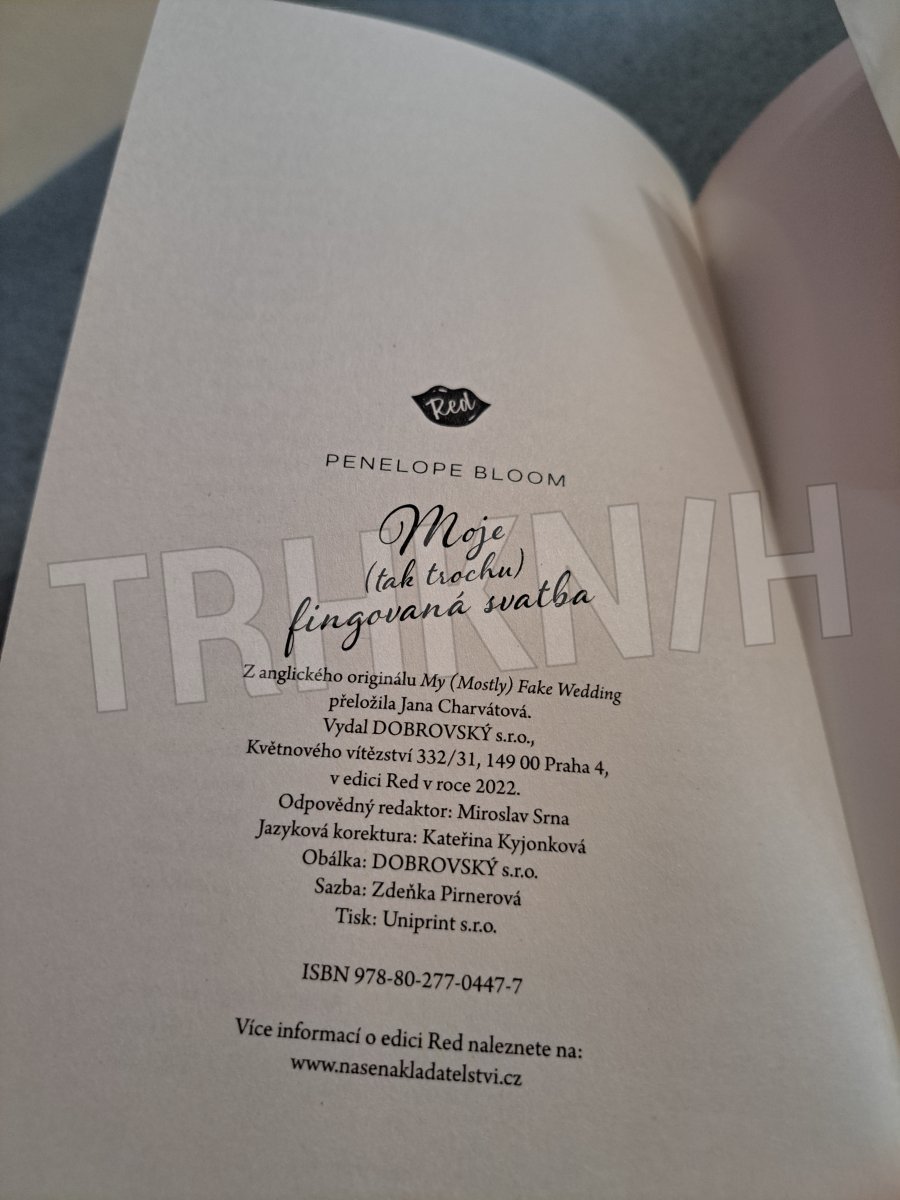 Red
PENELOPE BLOOM
Moje
(tak trochu)
fingovaná svatba
TRHKN/H
Z anglického originálu My (Mostly) Fake Wedding
přeložila Jana Charvátová.
Vydal DOBROVSKÝ s.r.o.,
Květnového vítězství 332/31, 149 00 Praha 4,
v edici Red v roce 2022.
Odpovědný redaktor: Miroslav Srna
Jazyková korektura: Kateřina Kyjonková
Obálka: DOBROVSKÝ s.r.o.
Sazba: Zdeňka Pirnerová
Tisk: Uniprint s.r.o.
ISBN 978-80-277-0447-7
Více informací o edici Red naleznete na:
www.nasenakladatelstvi.cz